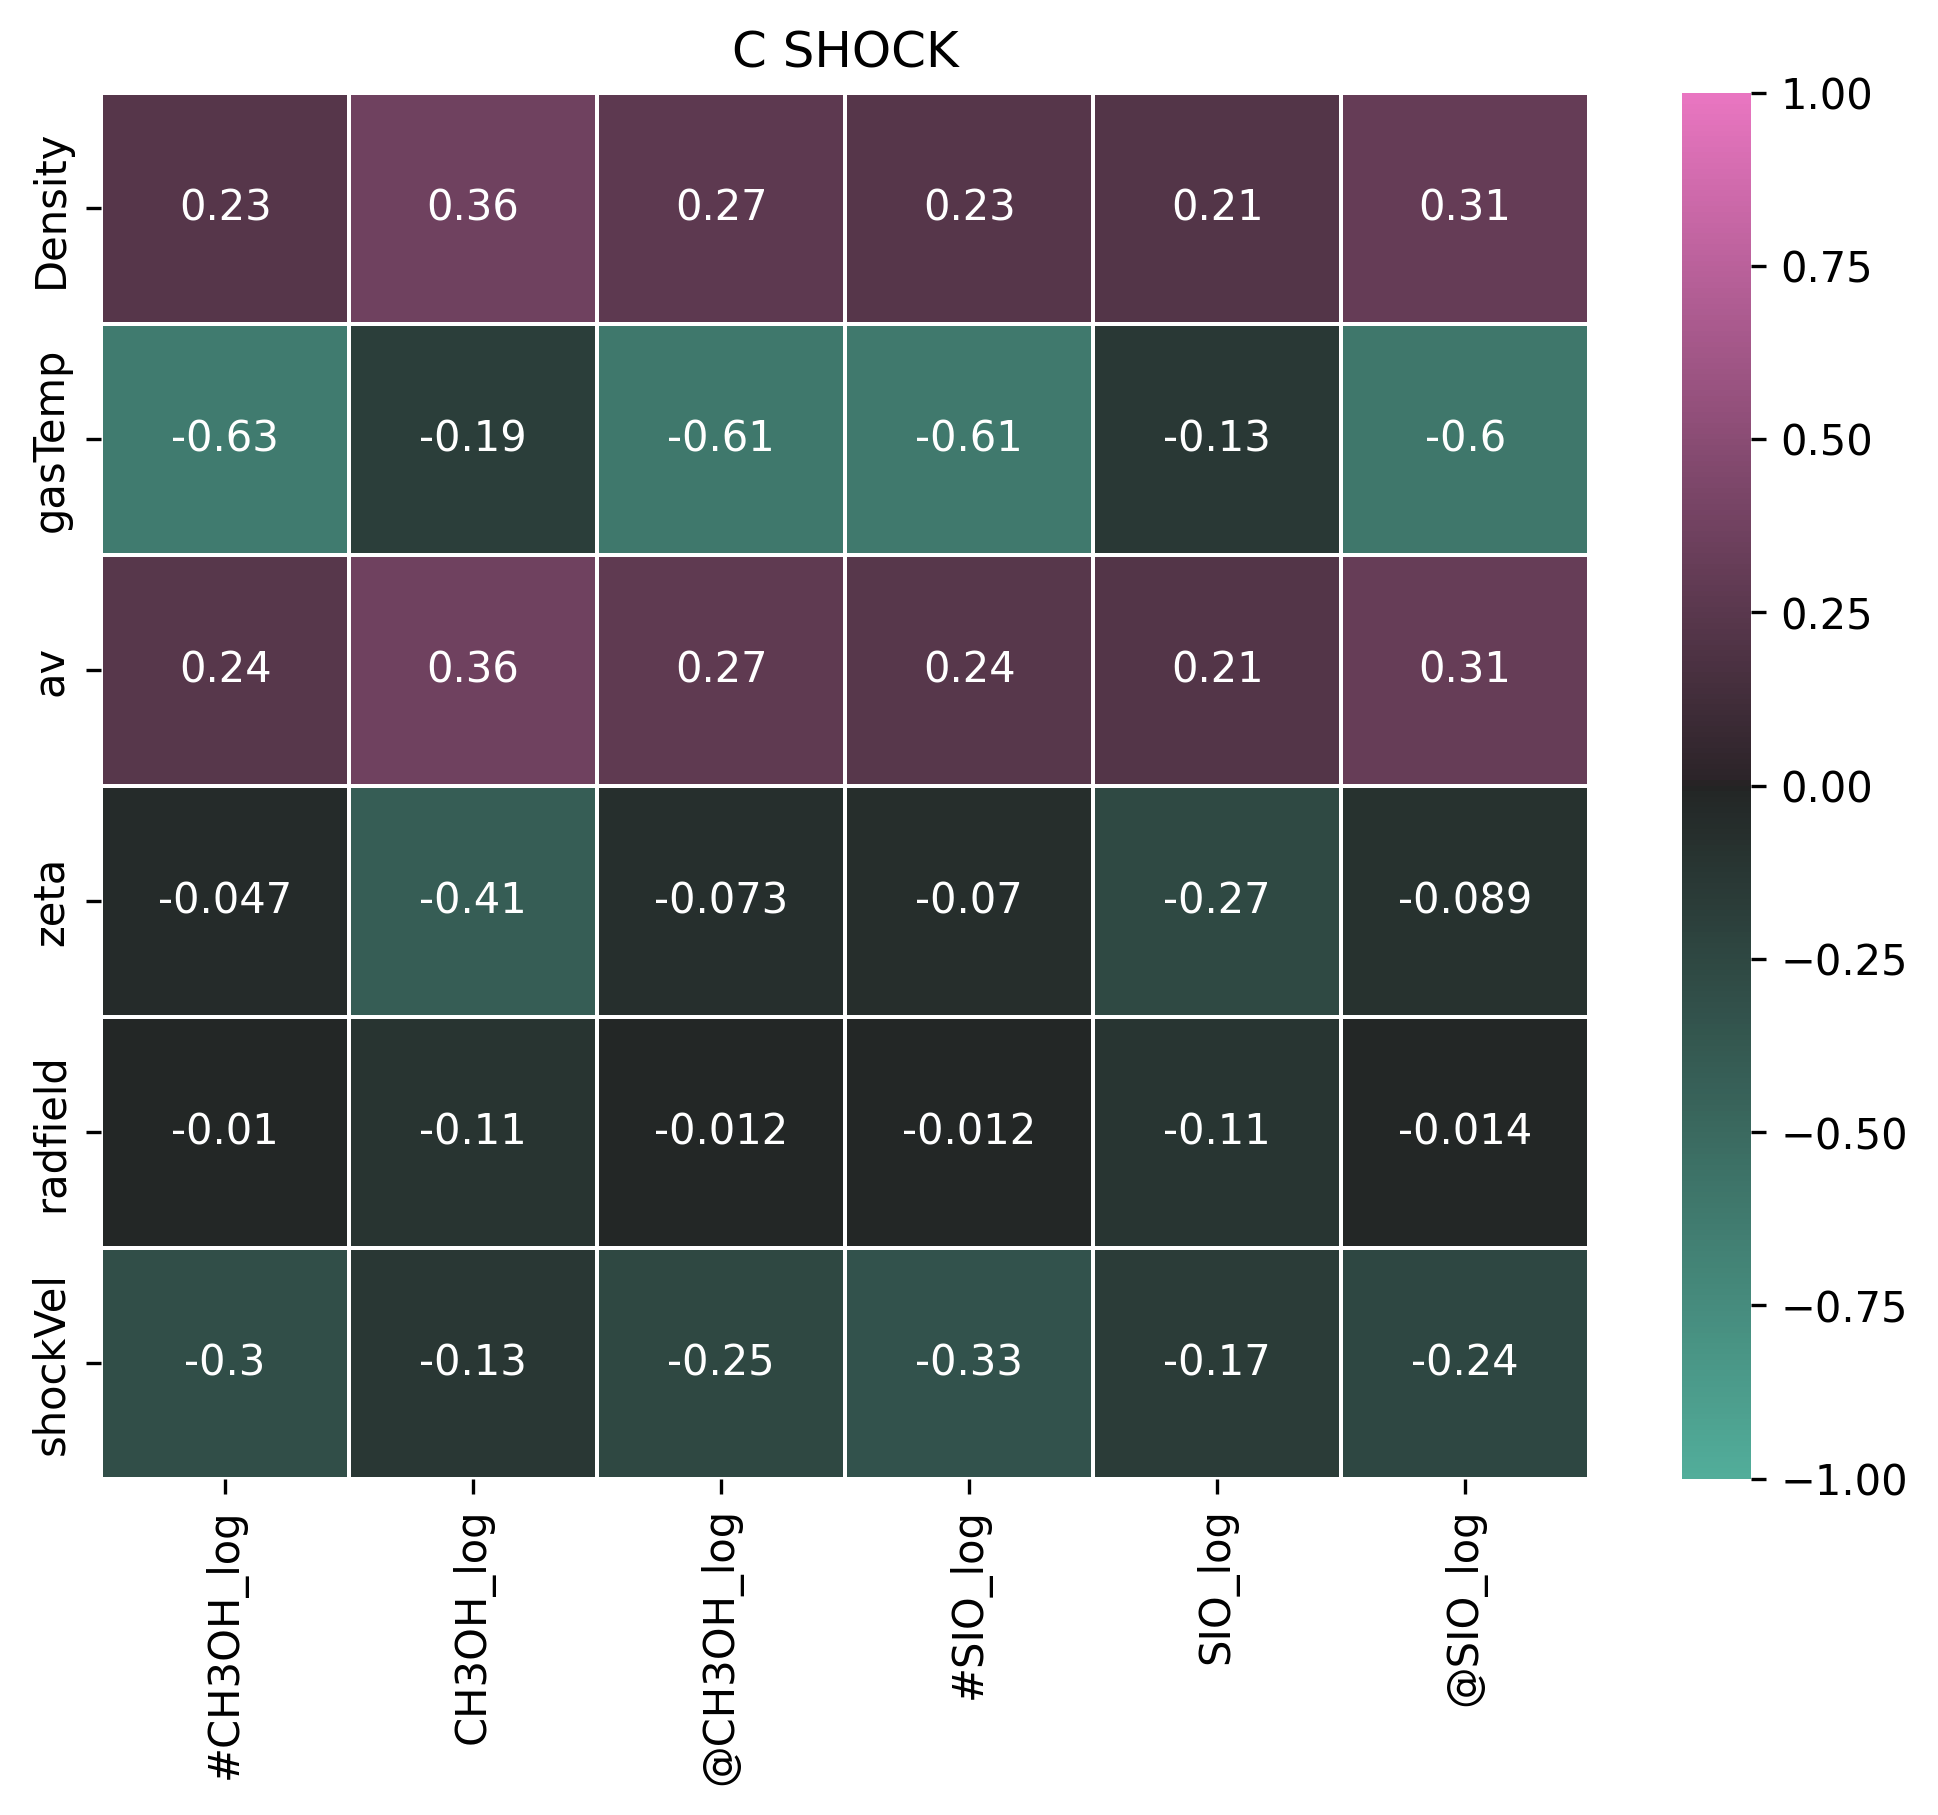 C SHOCK
Density
0.23 0.36 0.27 0.23 0.21 0.31
gasTemp
-0.63 -0.19 -0.61 -0.61 -0.13 -0.6
av
0.24 0.36 0.27 0.24 0.21 0.31
zeta
-0.047 -0.41 -0.073 -0.07 -0.27 -0.089
radfield
-0.01 -0.11 -0.012 -0.012 -0.11 -0.014
shockVel
-0.3 -0.13 -0.25 -0.33 -0.17 -0.24
#CH3OH_log
CH3OH_log
@CH3OH_log
#SIO_log
SIO_log
@SIO_log
1.00
0.75
0.50
0.25
0.00
−0.25
−0.50
−0.75
−1.00